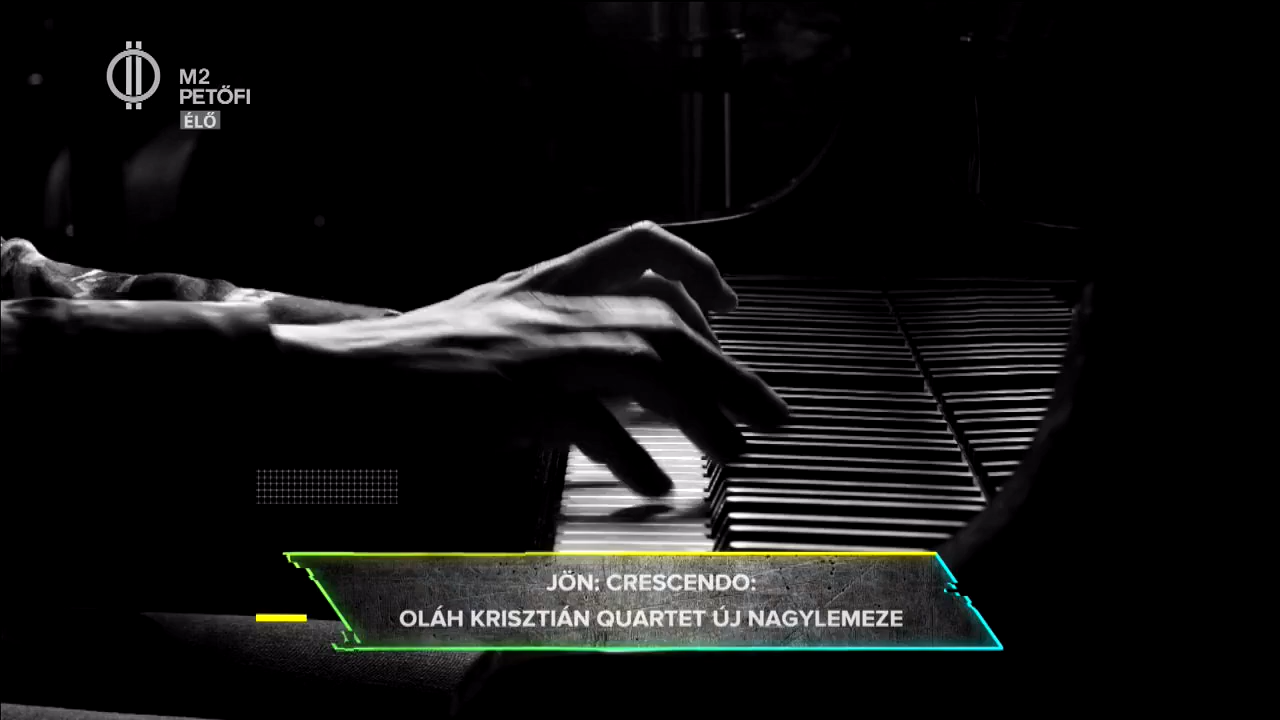 M2
PETŐFI
ÉLŐ
JÖN: CRESCENDO:
OLÁH KRISZTIÁN QUARTET ÚJ NAGYLEMEZE